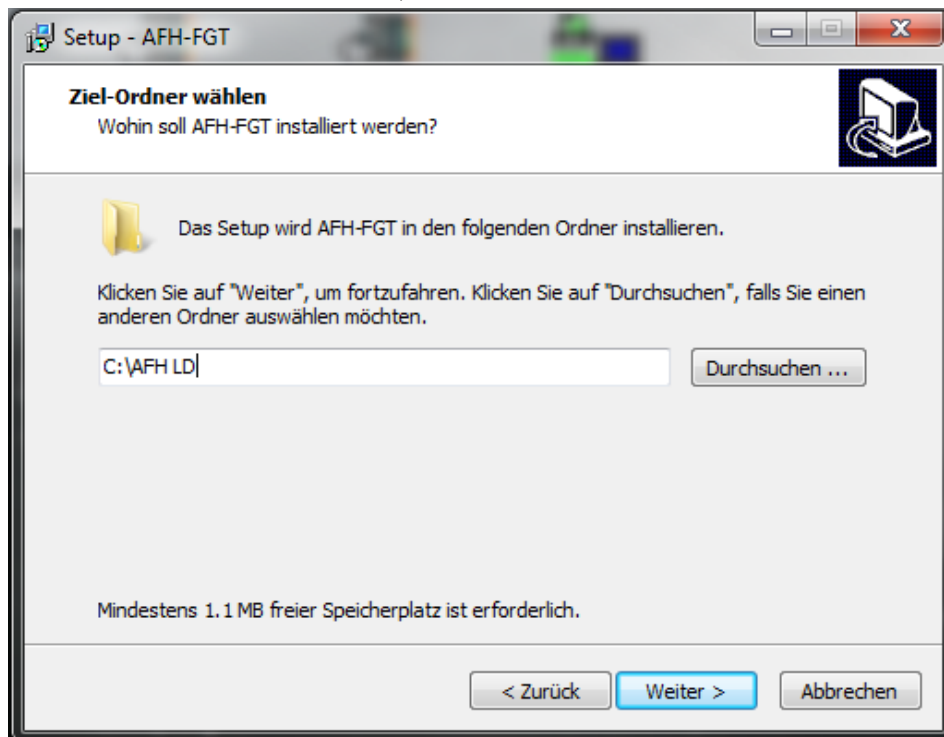 Setup - AFH-FGT
Ziel-Ordner wählen
Wohin soll AFH-FGT installiert werden?
Das Setup wird AFH-FGT in den folgenden Ordner installieren.
Klicken Sie auf "Weiter", um fortzufahren. Klicken Sie auf "Durchsuchen", falls Sie einen
anderen Ordner auswählen möchten.
C:\AFH LD
Durchsuchen ...
Mindestens 1.1 MB freier Speicherplatz ist erforderlich.
< Zurück Weiter > Abbrechen